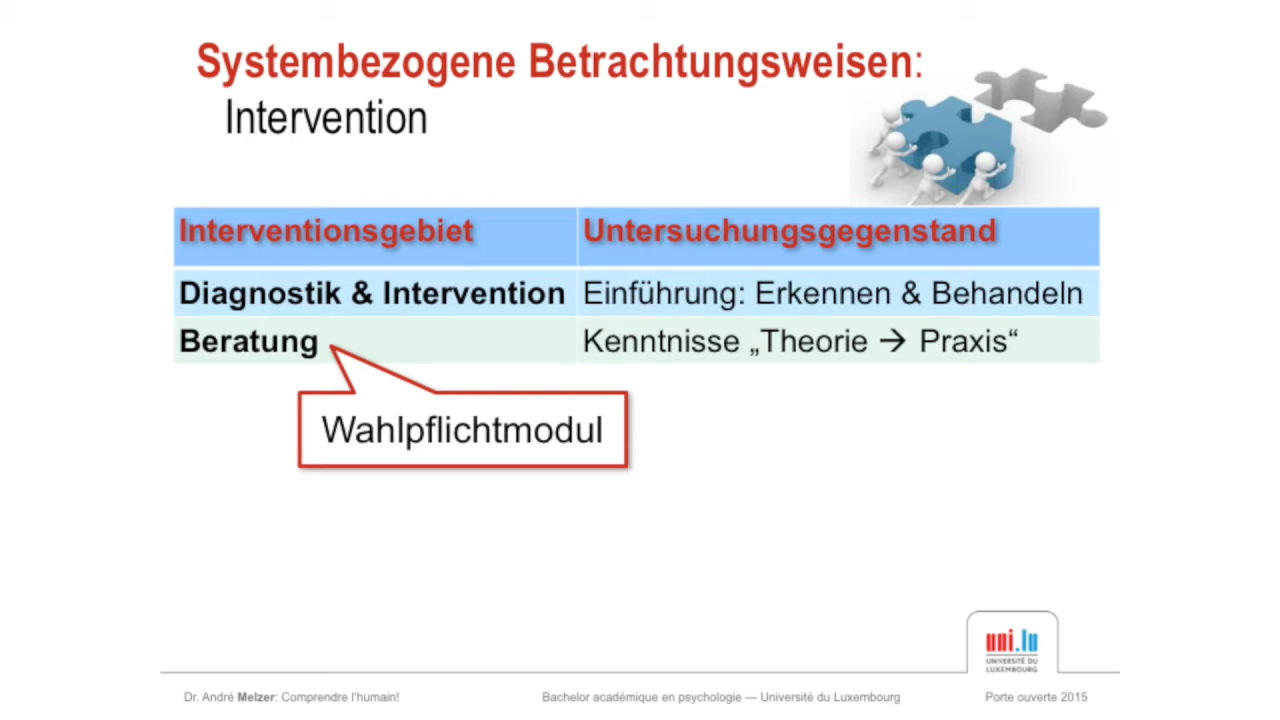 Systembezogene Betrachtungsweisen:
Intervention
Interventionsgebiet Untersuchungsgegenstand
Diagnostik & Intervention Einführung: Erkennen & Behandeln
Beratung Kenntnisse „Theorie → Praxis“
Wahlpflichtmodul
uni.lu
UNIVERSITÉ DU
LUXEMBOURG
Dr. André Melzer: Comprendre l'humain! Bachelor académique en psychologie — Université du Luxembourg Porte ouverte 2015